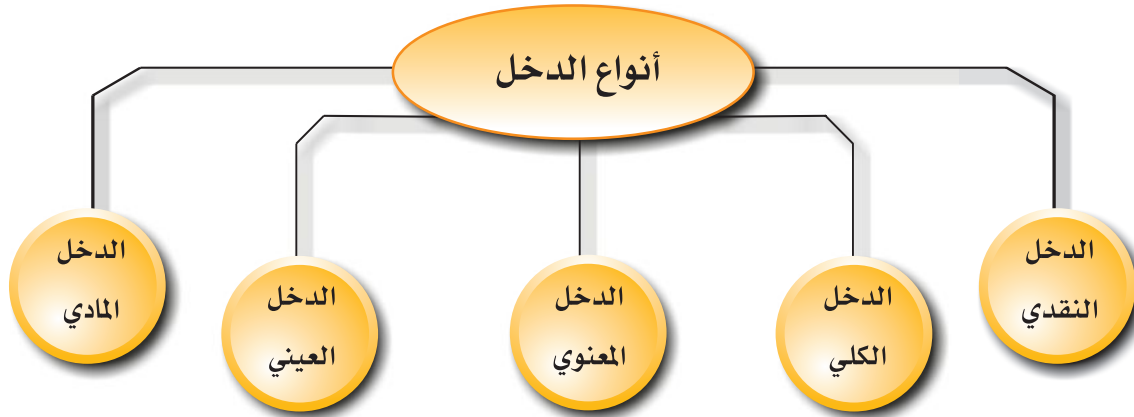 أنواع الدخل
الدخل
النقدي
الدخل
الكلي
الدخل
المعنوي
الدخل
العيني
الدخل
المادي